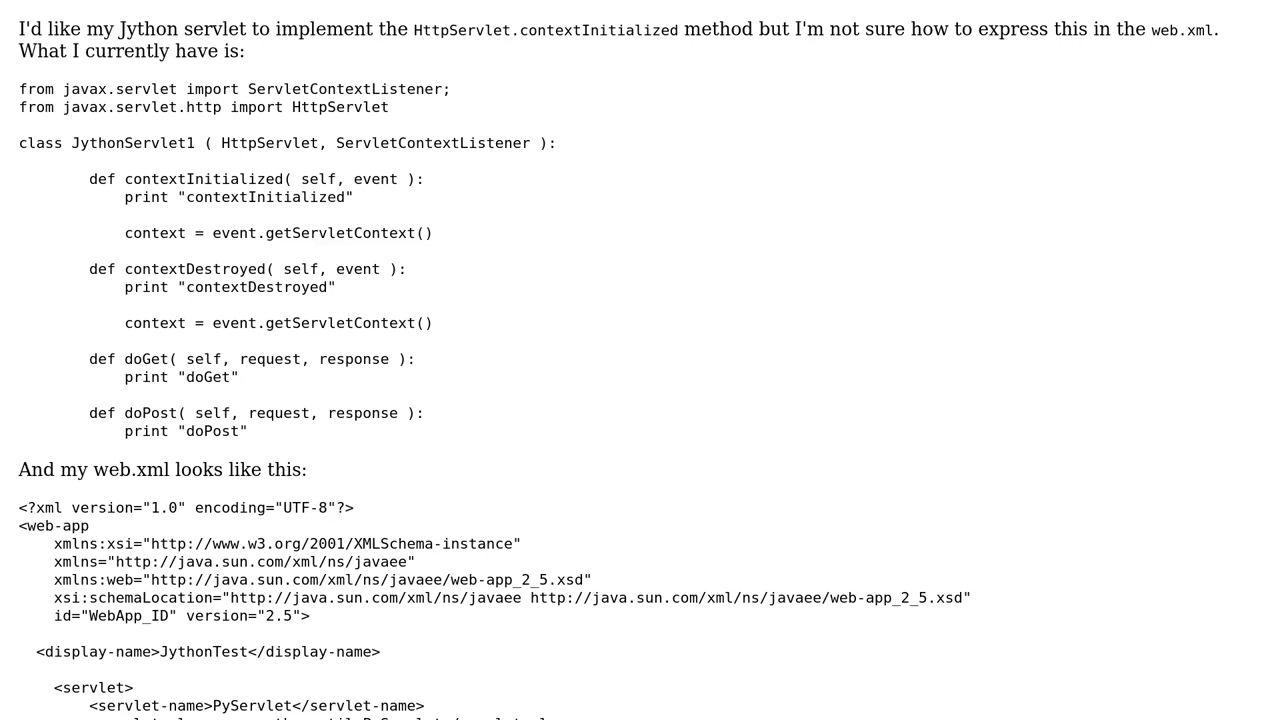 I'd like my Jython servlet to implement the HttpServlet.contextInitialized method but I'm not sure how to express this in the web.xml.
What I currently have is:
from javax.servlet import ServletContextListener;
from javax.servlet.http import HttpServlet
class JythonServlet1 ( HttpServlet, ServletContextListener ):
def contextInitialized( self, event ):
print "contextInitialized"
context = event.getServletContext()
def contextDestroyed( self, event ):
print "contextDestroyed"
context = event.getServletContext()
def doGet( self, request, response ):
print "doGet"
def doPost( self, request, response ):
print "doPost"
And my web.xml looks like this:
<?xml version="1.0" encoding="UTF-8"?>
<web-app
xmlns:xsi="http://www.w3.org/2001/XMLSchema-instance"
xmlns="http://java.sun.com/xml/ns/javaee"
xmlns:web="http://java.sun.com/xml/ns/javaee/web-app_2_5.xsd"
xsi:schemaLocation="http://java.sun.com/xml/ns/javaee http://java.sun.com/xml/ns/javaee/web-app_2_5.xsd"
id="WebApp_ID" version="2.5">
<display-name>JythonTest</display-name>
<servlet>
<servlet-name>PyServlet</servlet-name>